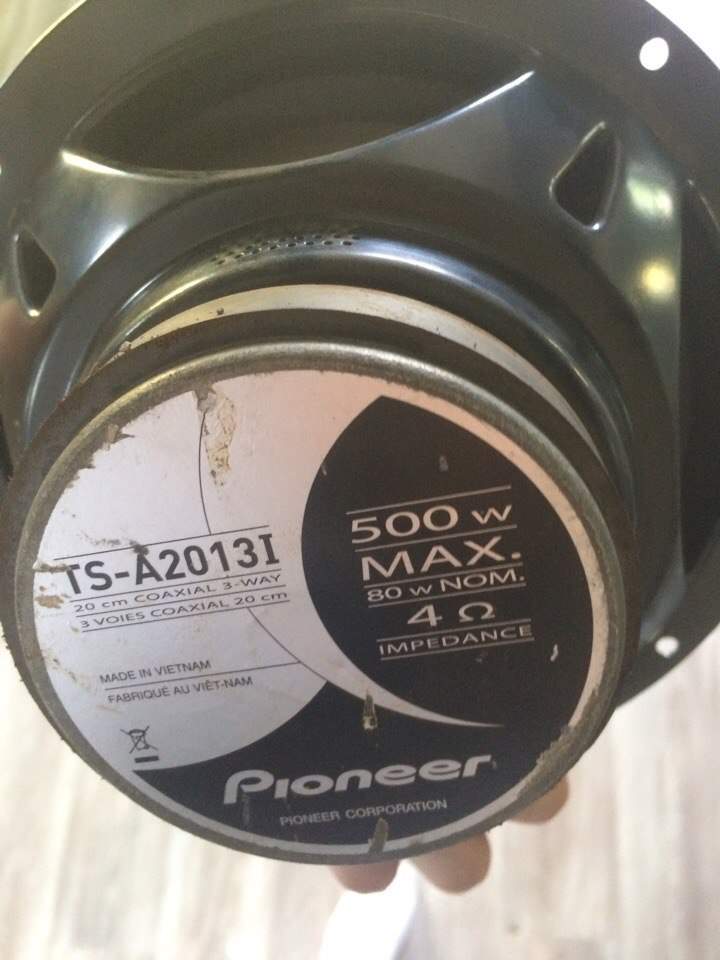 TS-A2013I
20 cm COAXIAL 3-WAY
3 VOIES COAXIAL 20 cm
MADE IN VIETNAM
FABRIQUÉ AU VIÊT-NAM
500 W
MAX.
80 W NOM.
4 Ω
IMPEDANCE
Pioneer
PIONEER CORPORATION